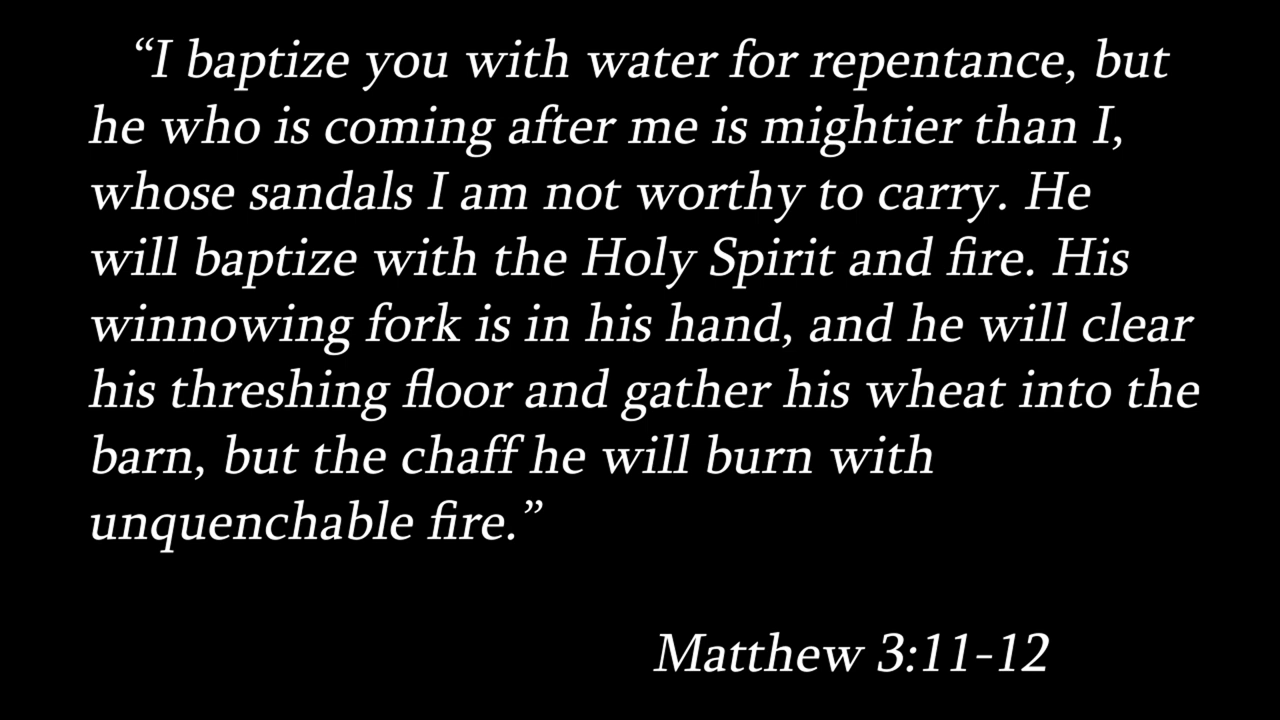 “I baptize you with water for repentance, but
he who is coming after me is mightier than I,
whose sandals I am not worthy to carry. He
will baptize with the Holy Spirit and fire. His
winnowing fork is in his hand, and he will clear
his threshing floor and gather his wheat into the
barn, but the chaff he will burn with
unquenchable fire.”
Matthew 3:11-12